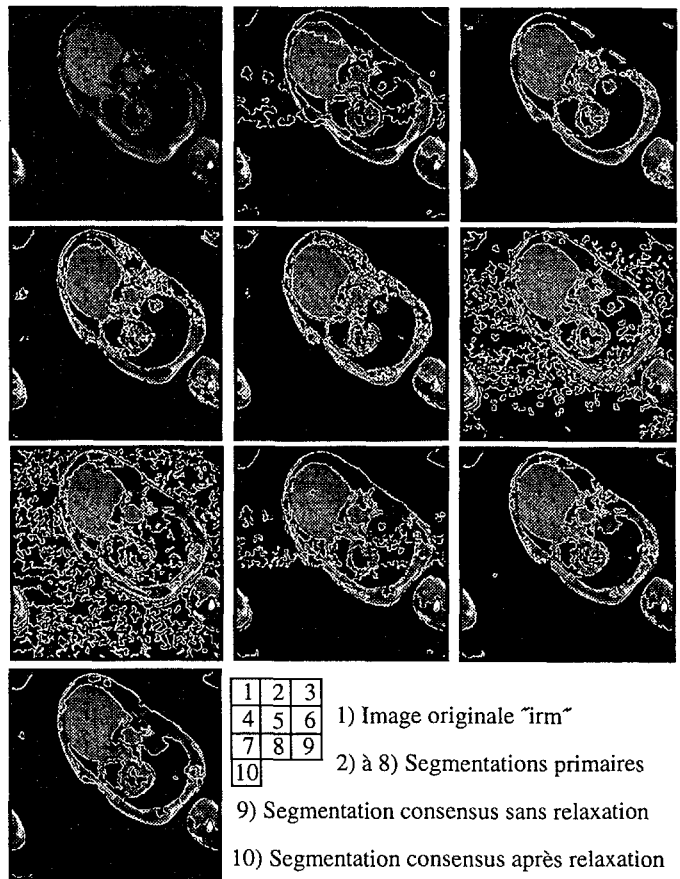 1 2 3
4 5 6
7 8 9
10
1) Image originale ˜irm˜
2) à 8) Segmentations primaires
9) Segmentation consensus sans relaxation
10) Segmentation consensus après relaxation